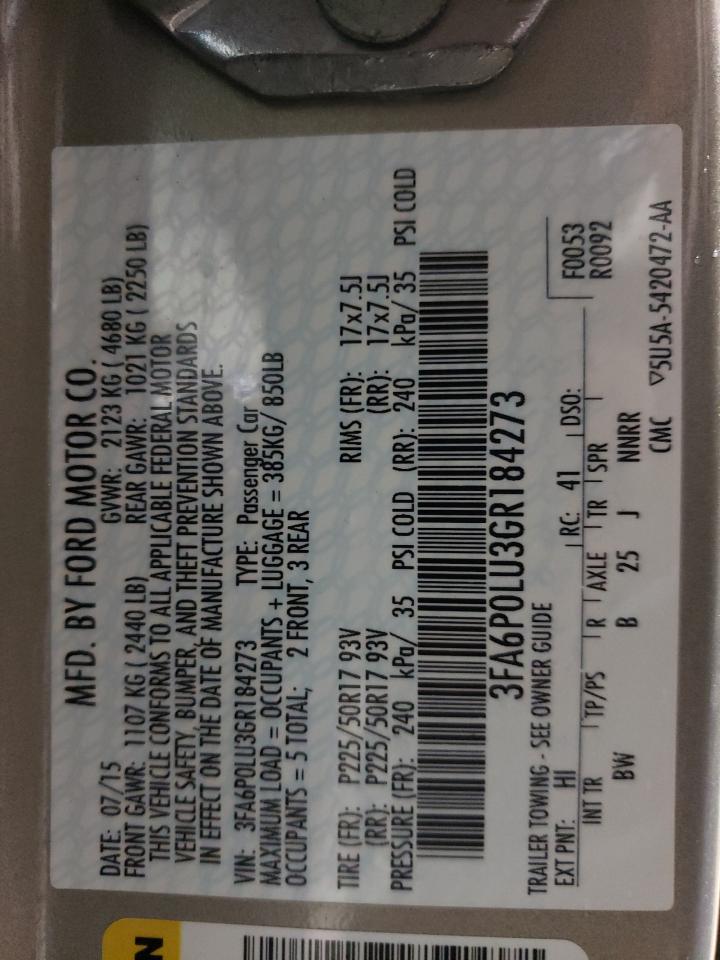 MFD. BY FORD MOTOR CO.
DATE: 07/15 GVWR: 2123 KG ( 4680 LB)
FRONT GAWR: 1107 KG ( 2440 LB) REAR GAWR: 1021 KG ( 2250 LB)
THIS VEHICLE CONFORMS TO ALL APPLICABLE FEDERAL MOTOR
VEHICLE SAFETY, BUMPER, AND THEFT PREVENTION STANDARDS
IN EFFECT ON THE DATE OF MANUFACTURE SHOWN ABOVE.
VIN: 3FA6P0LU3GR184273 TYPE: Passenger Car
MAXIMUM LOAD = OCCUPANTS + LUGGAGE = 385KG/ 850LB
OCCUPANTS = 5 TOTAL; 2 FRONT, 3 REAR
TIRE (FR): P225/50R17 93V RIMS (FR): 17x7.5J
(RR): P225/50R17 93V (RR): 17x7.5J
PRESSURE (FR): 240 kPa/ 35 PSI COLD (RR): 240 kPa/ 35 PSI COLD
3FA6P0LU3GR184273
TRAILER TOWING - SEE OWNER GUIDE
F0053
EXT PNT: HI RC: 41 DSO: R0092
INT TR TP/PS R AXLE TR SPR
BW B 25 J NNRR
CMC ▽5U5A-5420472-AA
N